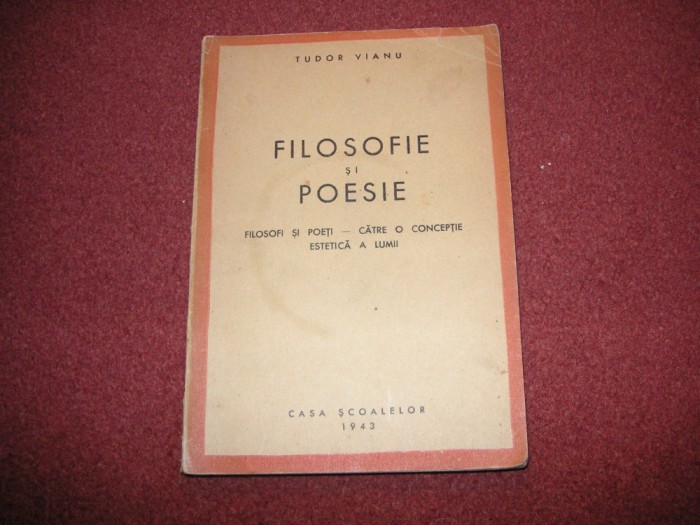 TUDOR VIANU
FILOSOFIE
ȘI
POESIE
FILOSOFI ȘI POEȚI — CĂTRE O CONCEPȚIE
ESTETICĂ A LUMII
CASA ȘCOALELOR
1943